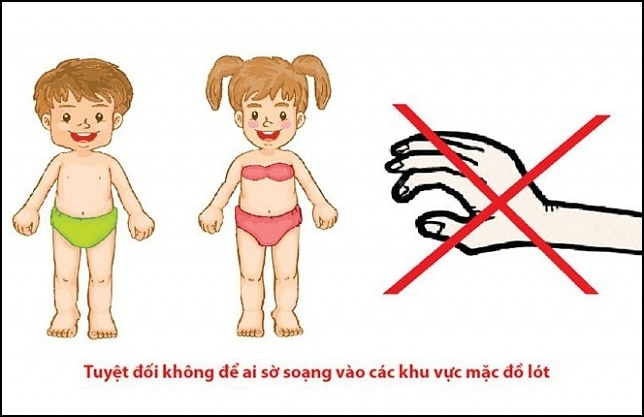 Tuyệt đối không để ai sờ soạng vào các khu vực mặc đồ lót